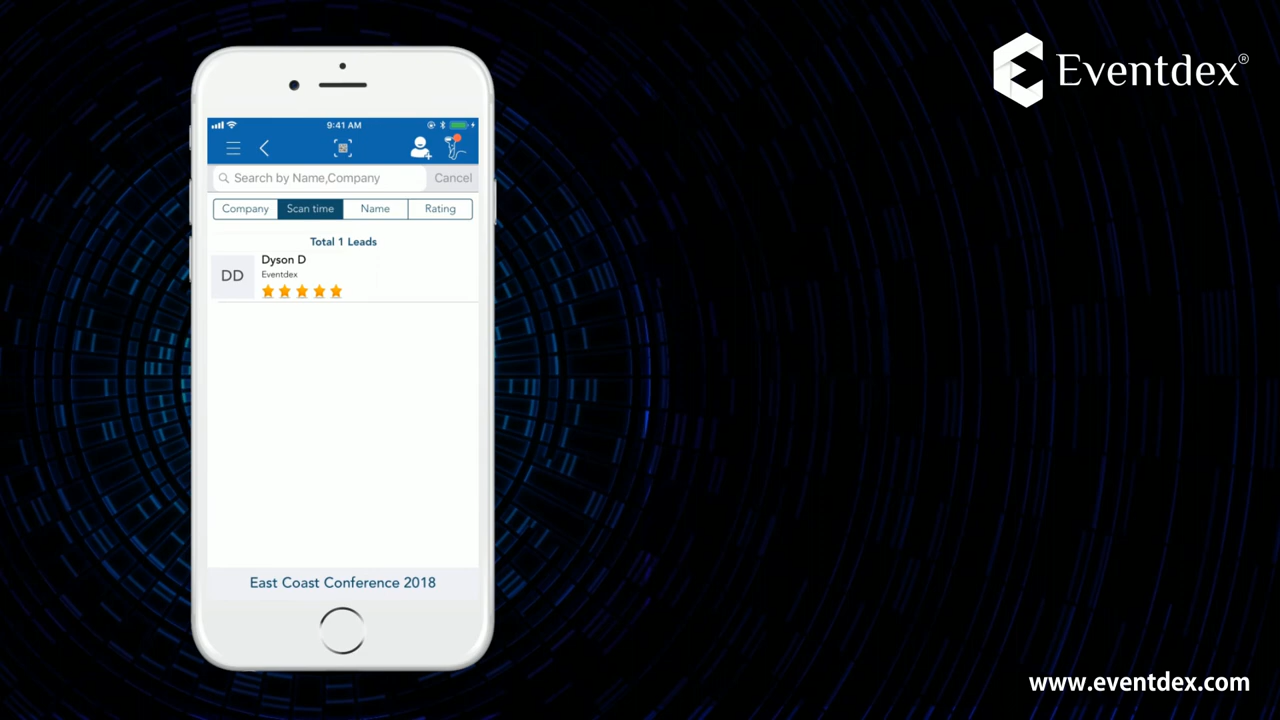 Eventdex®
9:41 AM
Search by Name,Company
Cancel
Company
Scan time
Name
Rating
Total 1 Leads
DD
Dyson D
Eventdex
East Coast Conference 2018
www.eventdex.com